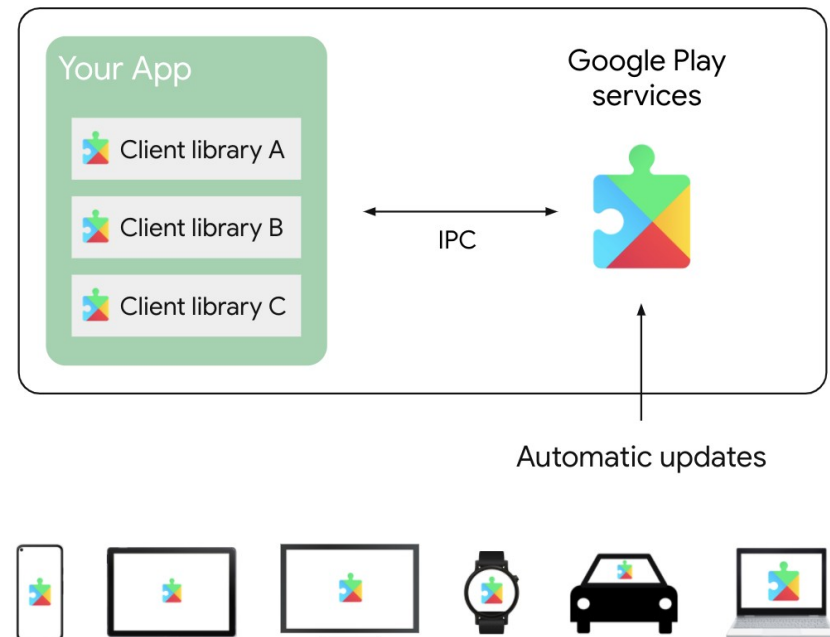 Your App
Client library A
Client library B
Client library C
IPC
Google Play
services
Automatic updates